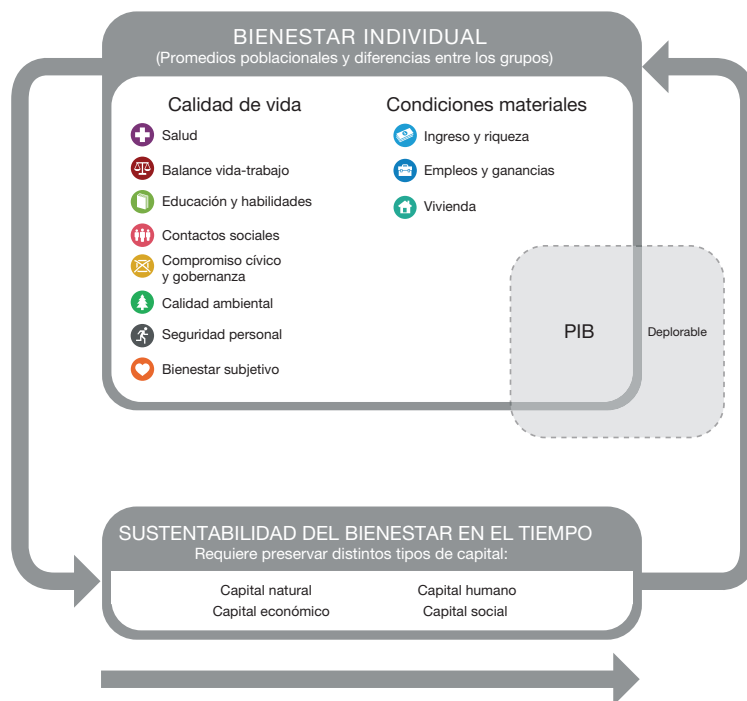 BIENESTAR INDIVIDUAL
(Promedios poblacionales y diferencias entre los grupos)
Calidad de vida
Salud
Balance vida-trabajo
Educación y habilidades
Contactos sociales
Compromiso cívico
y gobernanza
Calidad ambiental
Seguridad personal
Bienestar subjetivo
Condiciones materiales
Ingreso y riqueza
Empleos y ganancias
Vivienda
PIB
Deplorable
SUSTENTABILIDAD DEL BIENESTAR EN EL TIEMPO
Requiere preservar distintos tipos de capital:
Capital natural
Capital humano
Capital económico
Capital social